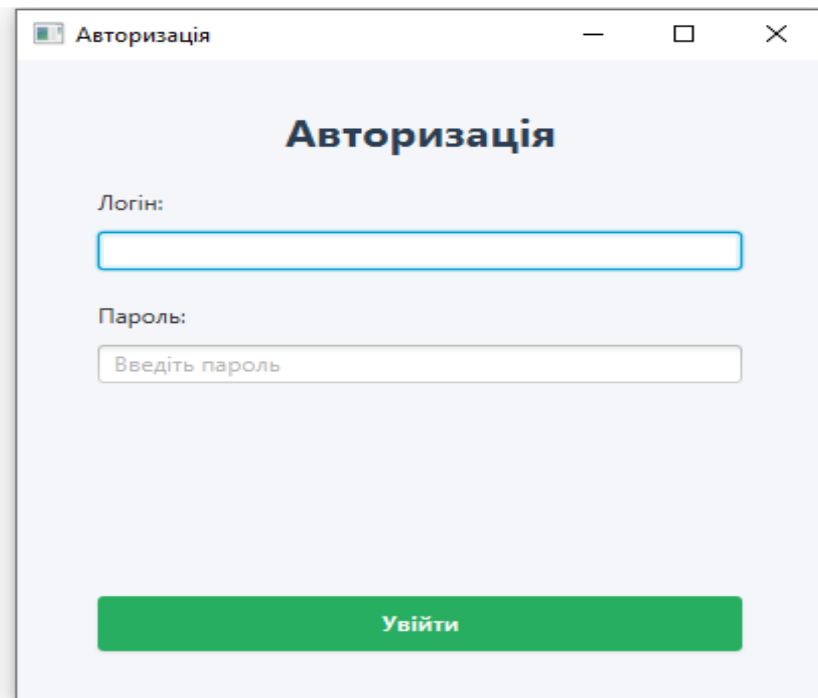 Авторизація
Авторизація
Логін:
Пароль:
Введіть пароль
Увійти